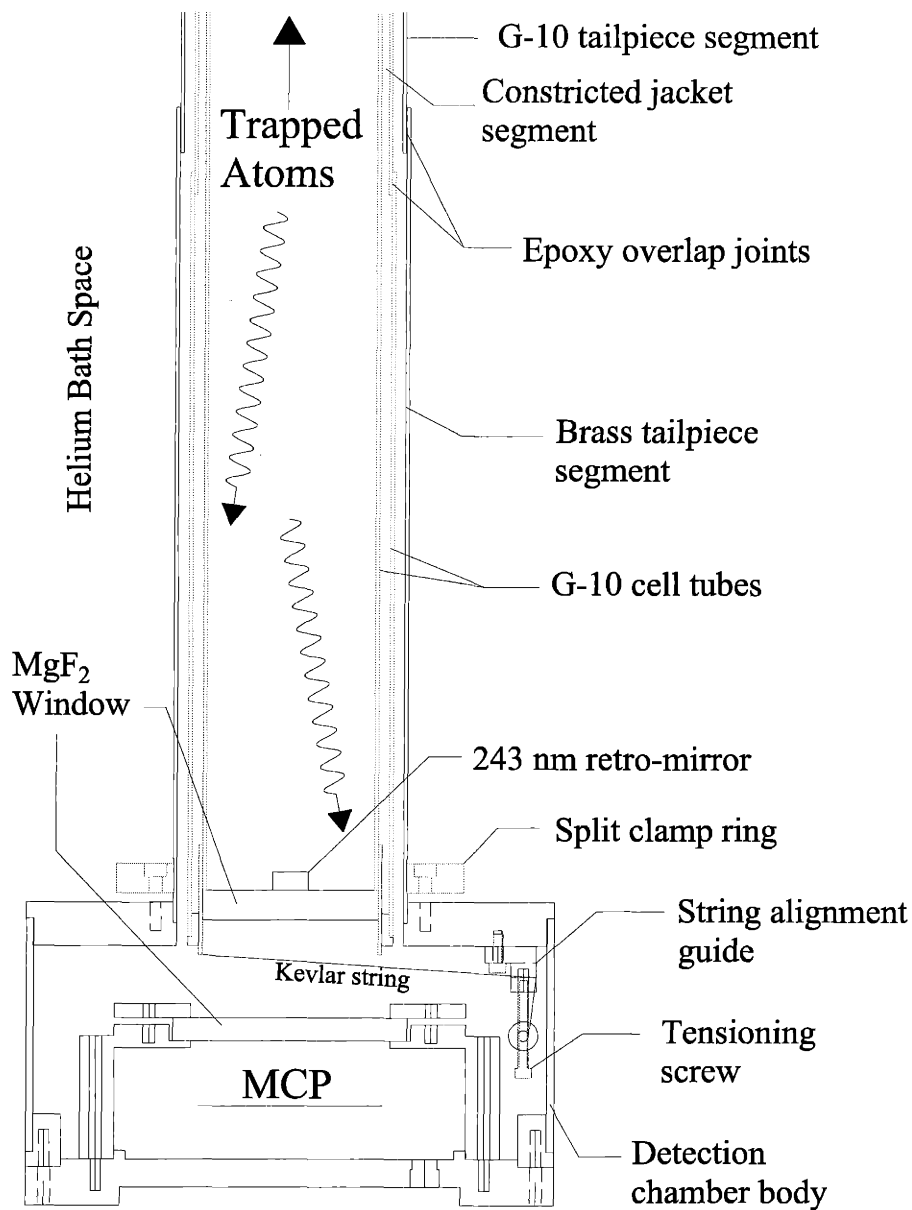 G-10 tailpiece segment
Constricted jacket
segment
Trapped
Atoms
Epoxy overlap joints
Helium Bath Space
Brass tailpiece
segment
G-10 cell tubes
MgF₂
Window
243 nm retro-mirror
Split clamp ring
String alignment
guide
Kevlar string
Tensioning
screw
MCP
Detection
chamber body